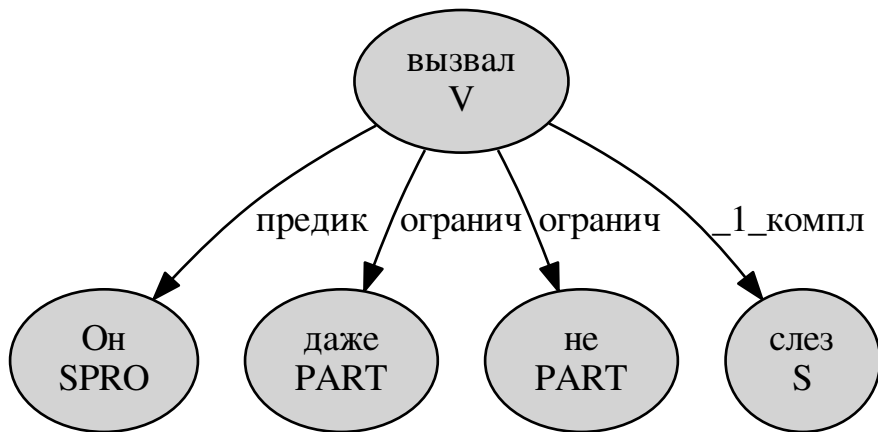 вызвал
V
предик
огранич
огранич
_1_компл
Он
SPRO
даже
PART
не
PART
слез
S